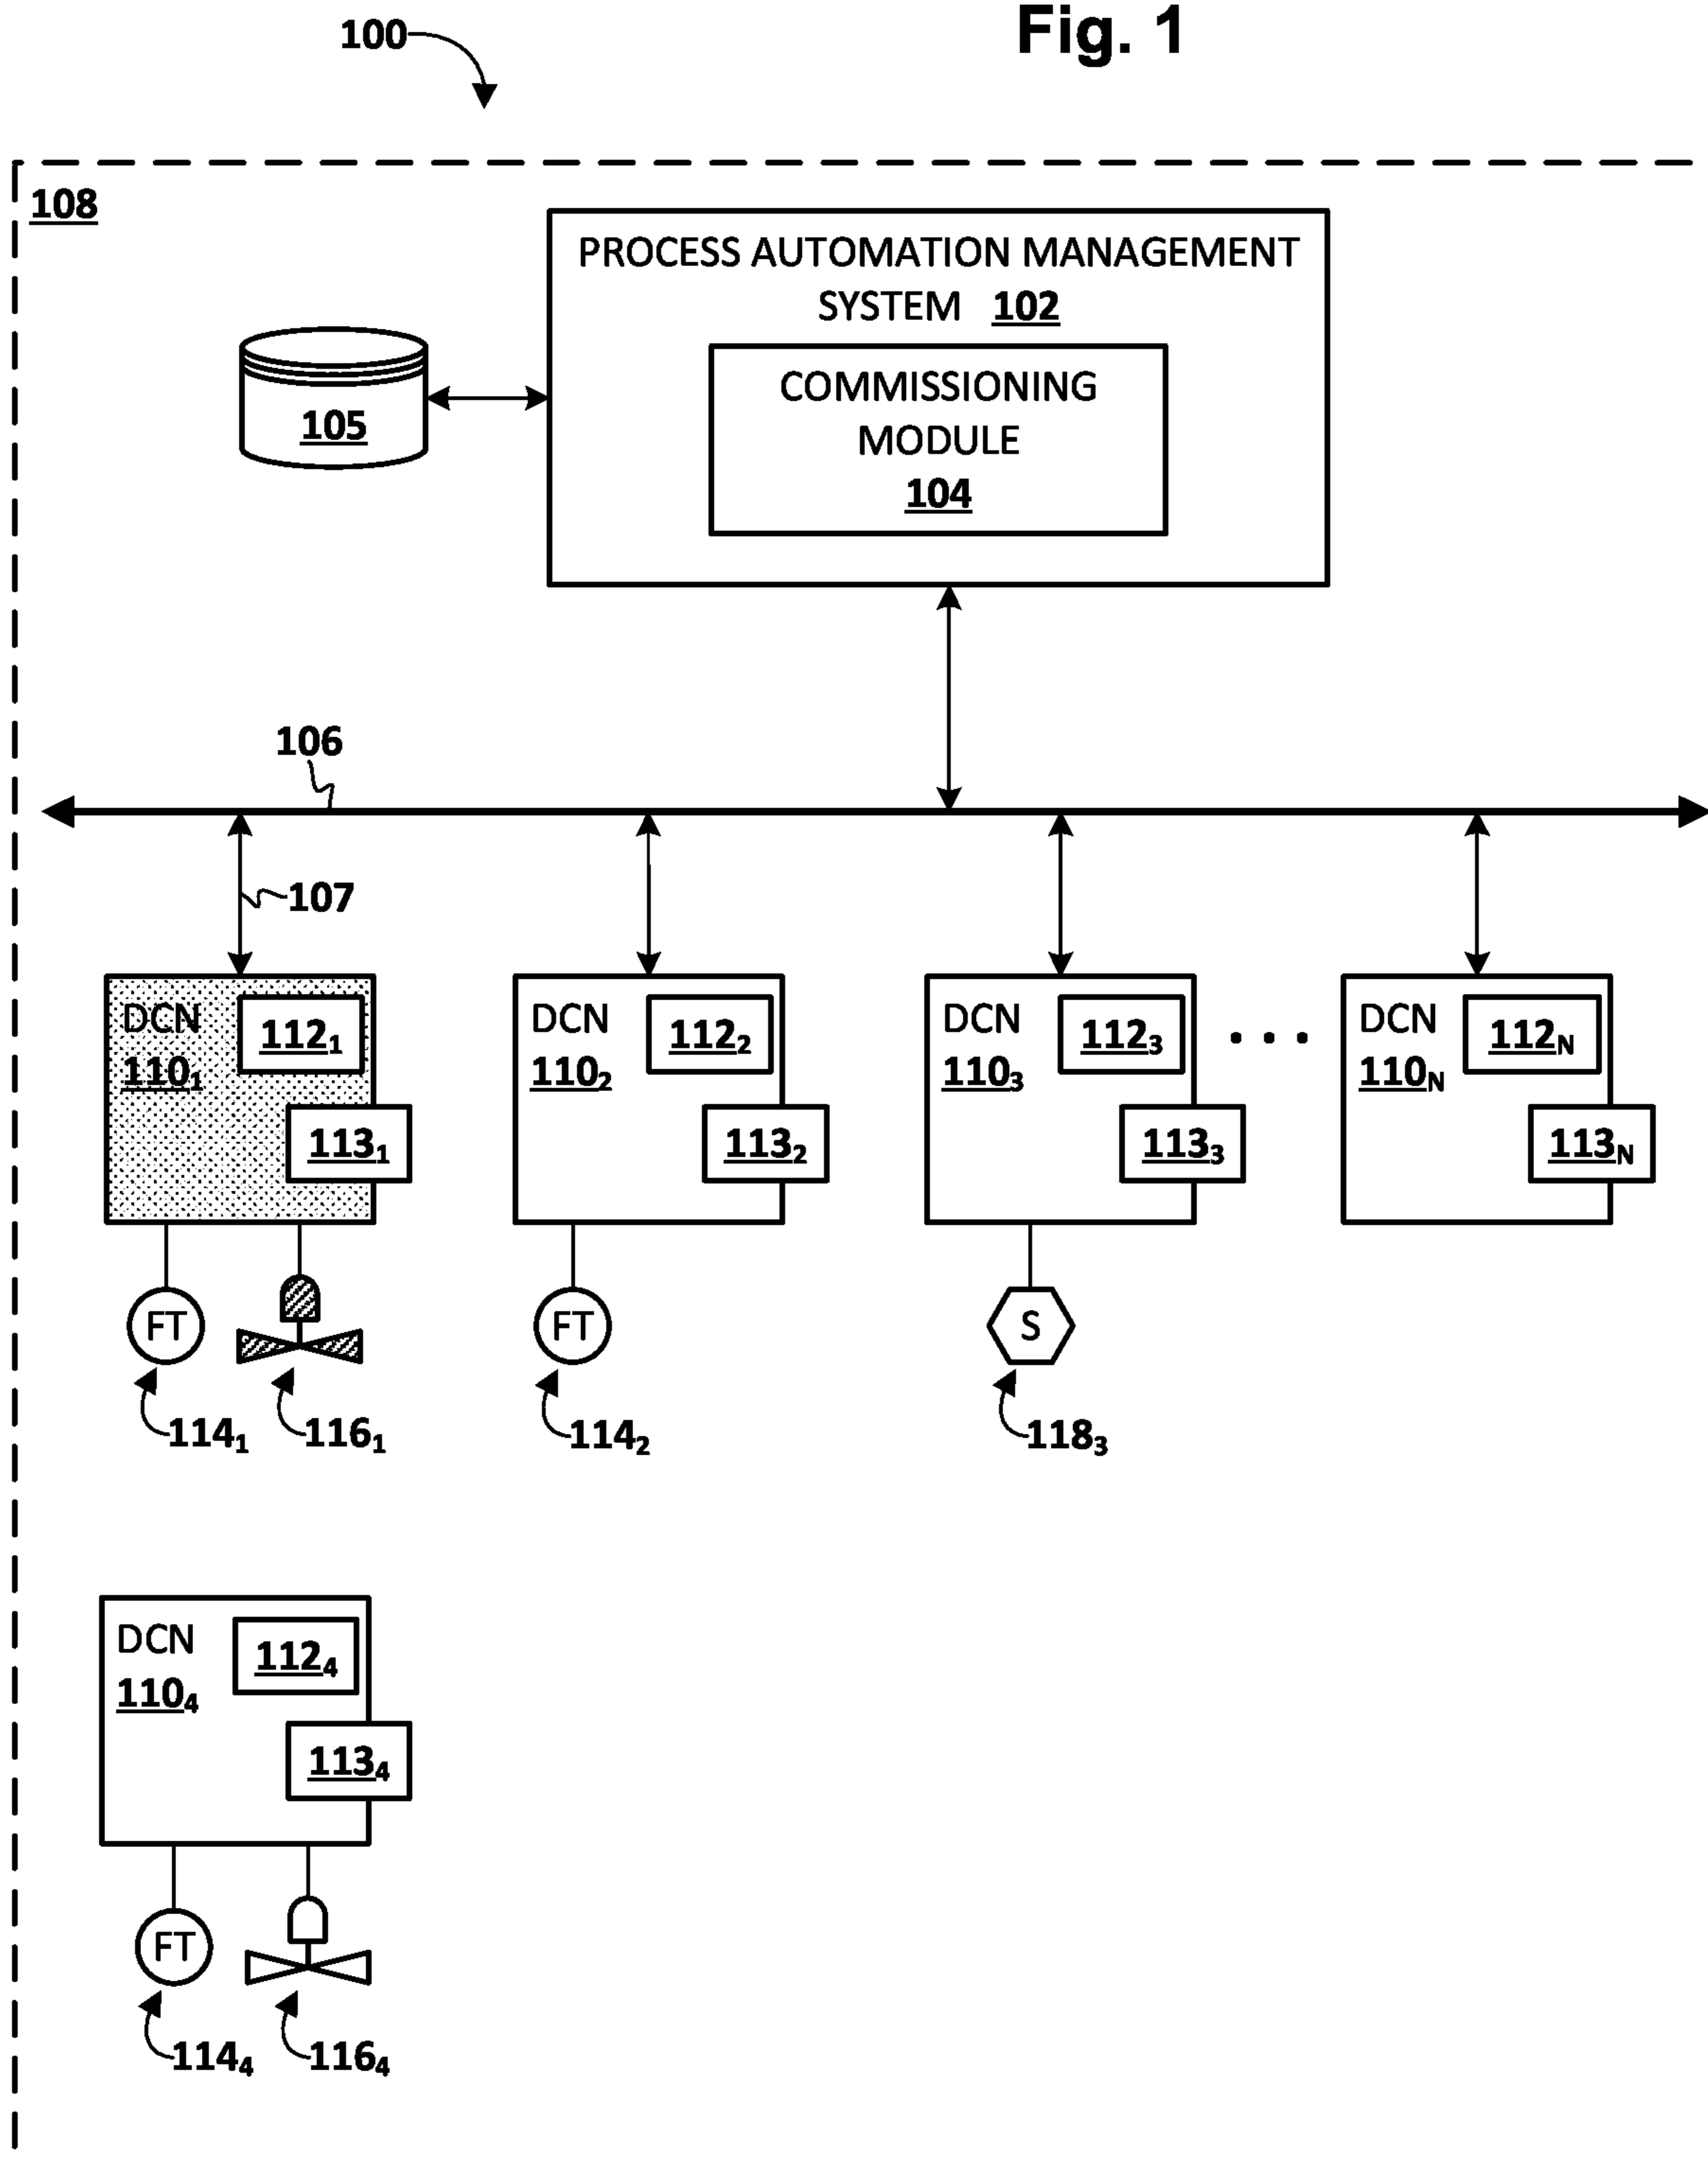 Fig. 1
100
108
PROCESS AUTOMATION MANAGEMENT
SYSTEM 102
COMMISSIONING
MODULE
104
105
106
107
DCN
110₁
112₁
113₁
DCN
110₂
112₂
113₂
DCN
110₃
112₃
113₃
. . .
DCN
110N
112N
113N
FT
FT
S
114₁
116₁
114₂
118₃
DCN
110₄
112₄
113₄
FT
114₄
116₄